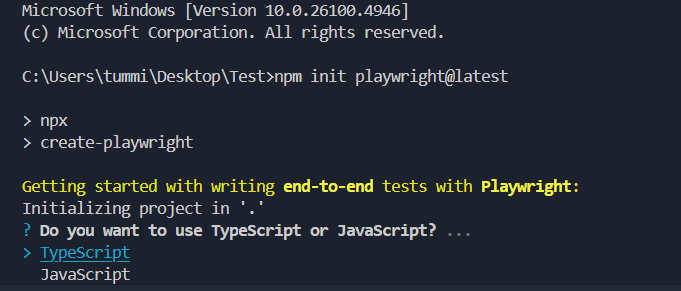 Microsoft Windows [Version 10.0.26100.4946]
(c) Microsoft Corporation. All rights reserved.
C:\Users\tummi\Desktop\Test>npm init playwright@latest
> npx
> create-playwright
Getting started with writing end-to-end tests with Playwright:
Initializing project in '.'
? Do you want to use TypeScript or JavaScript? ...
> TypeScript
JavaScript